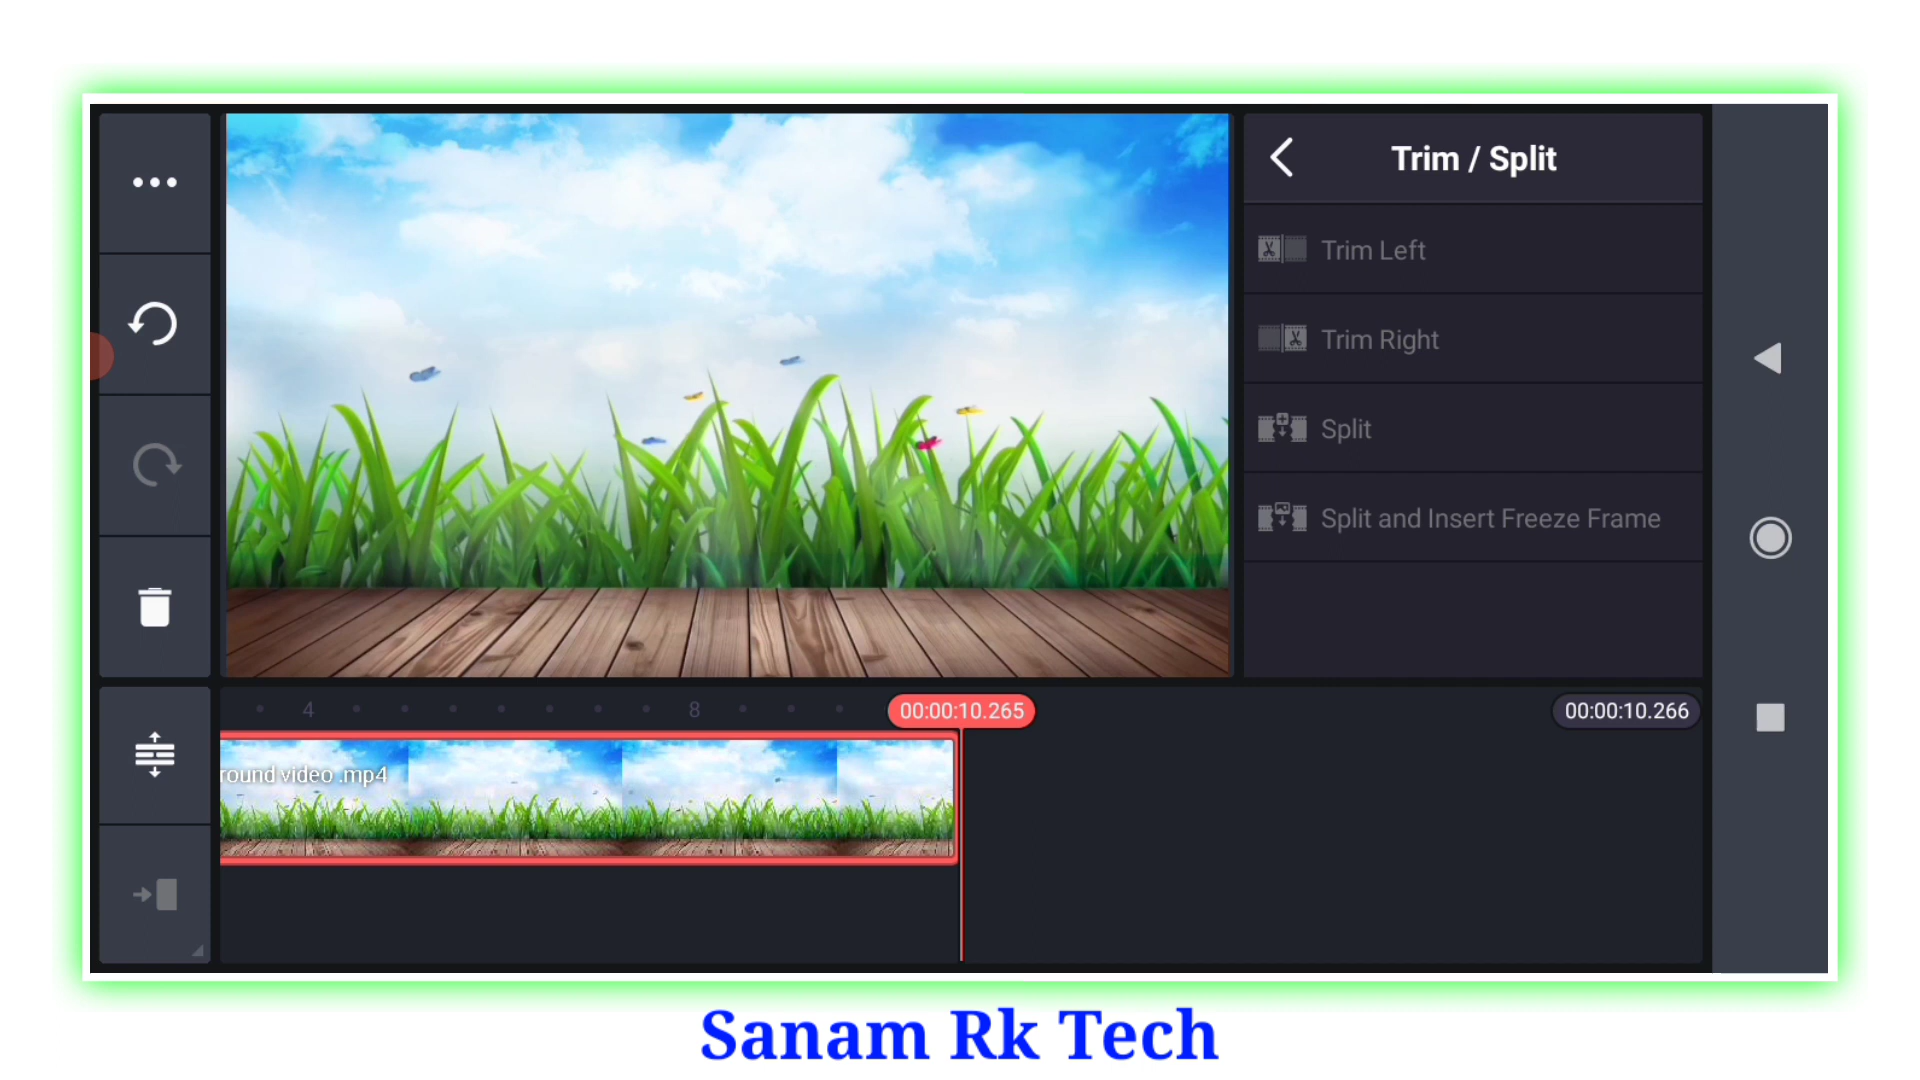 Trim / Split
Trim Left
Trim Right
Split
Split and Insert Freeze Frame
4
8
00:00:10.265
00:00:10.266
round video .mp4
Sanam Rk Tech